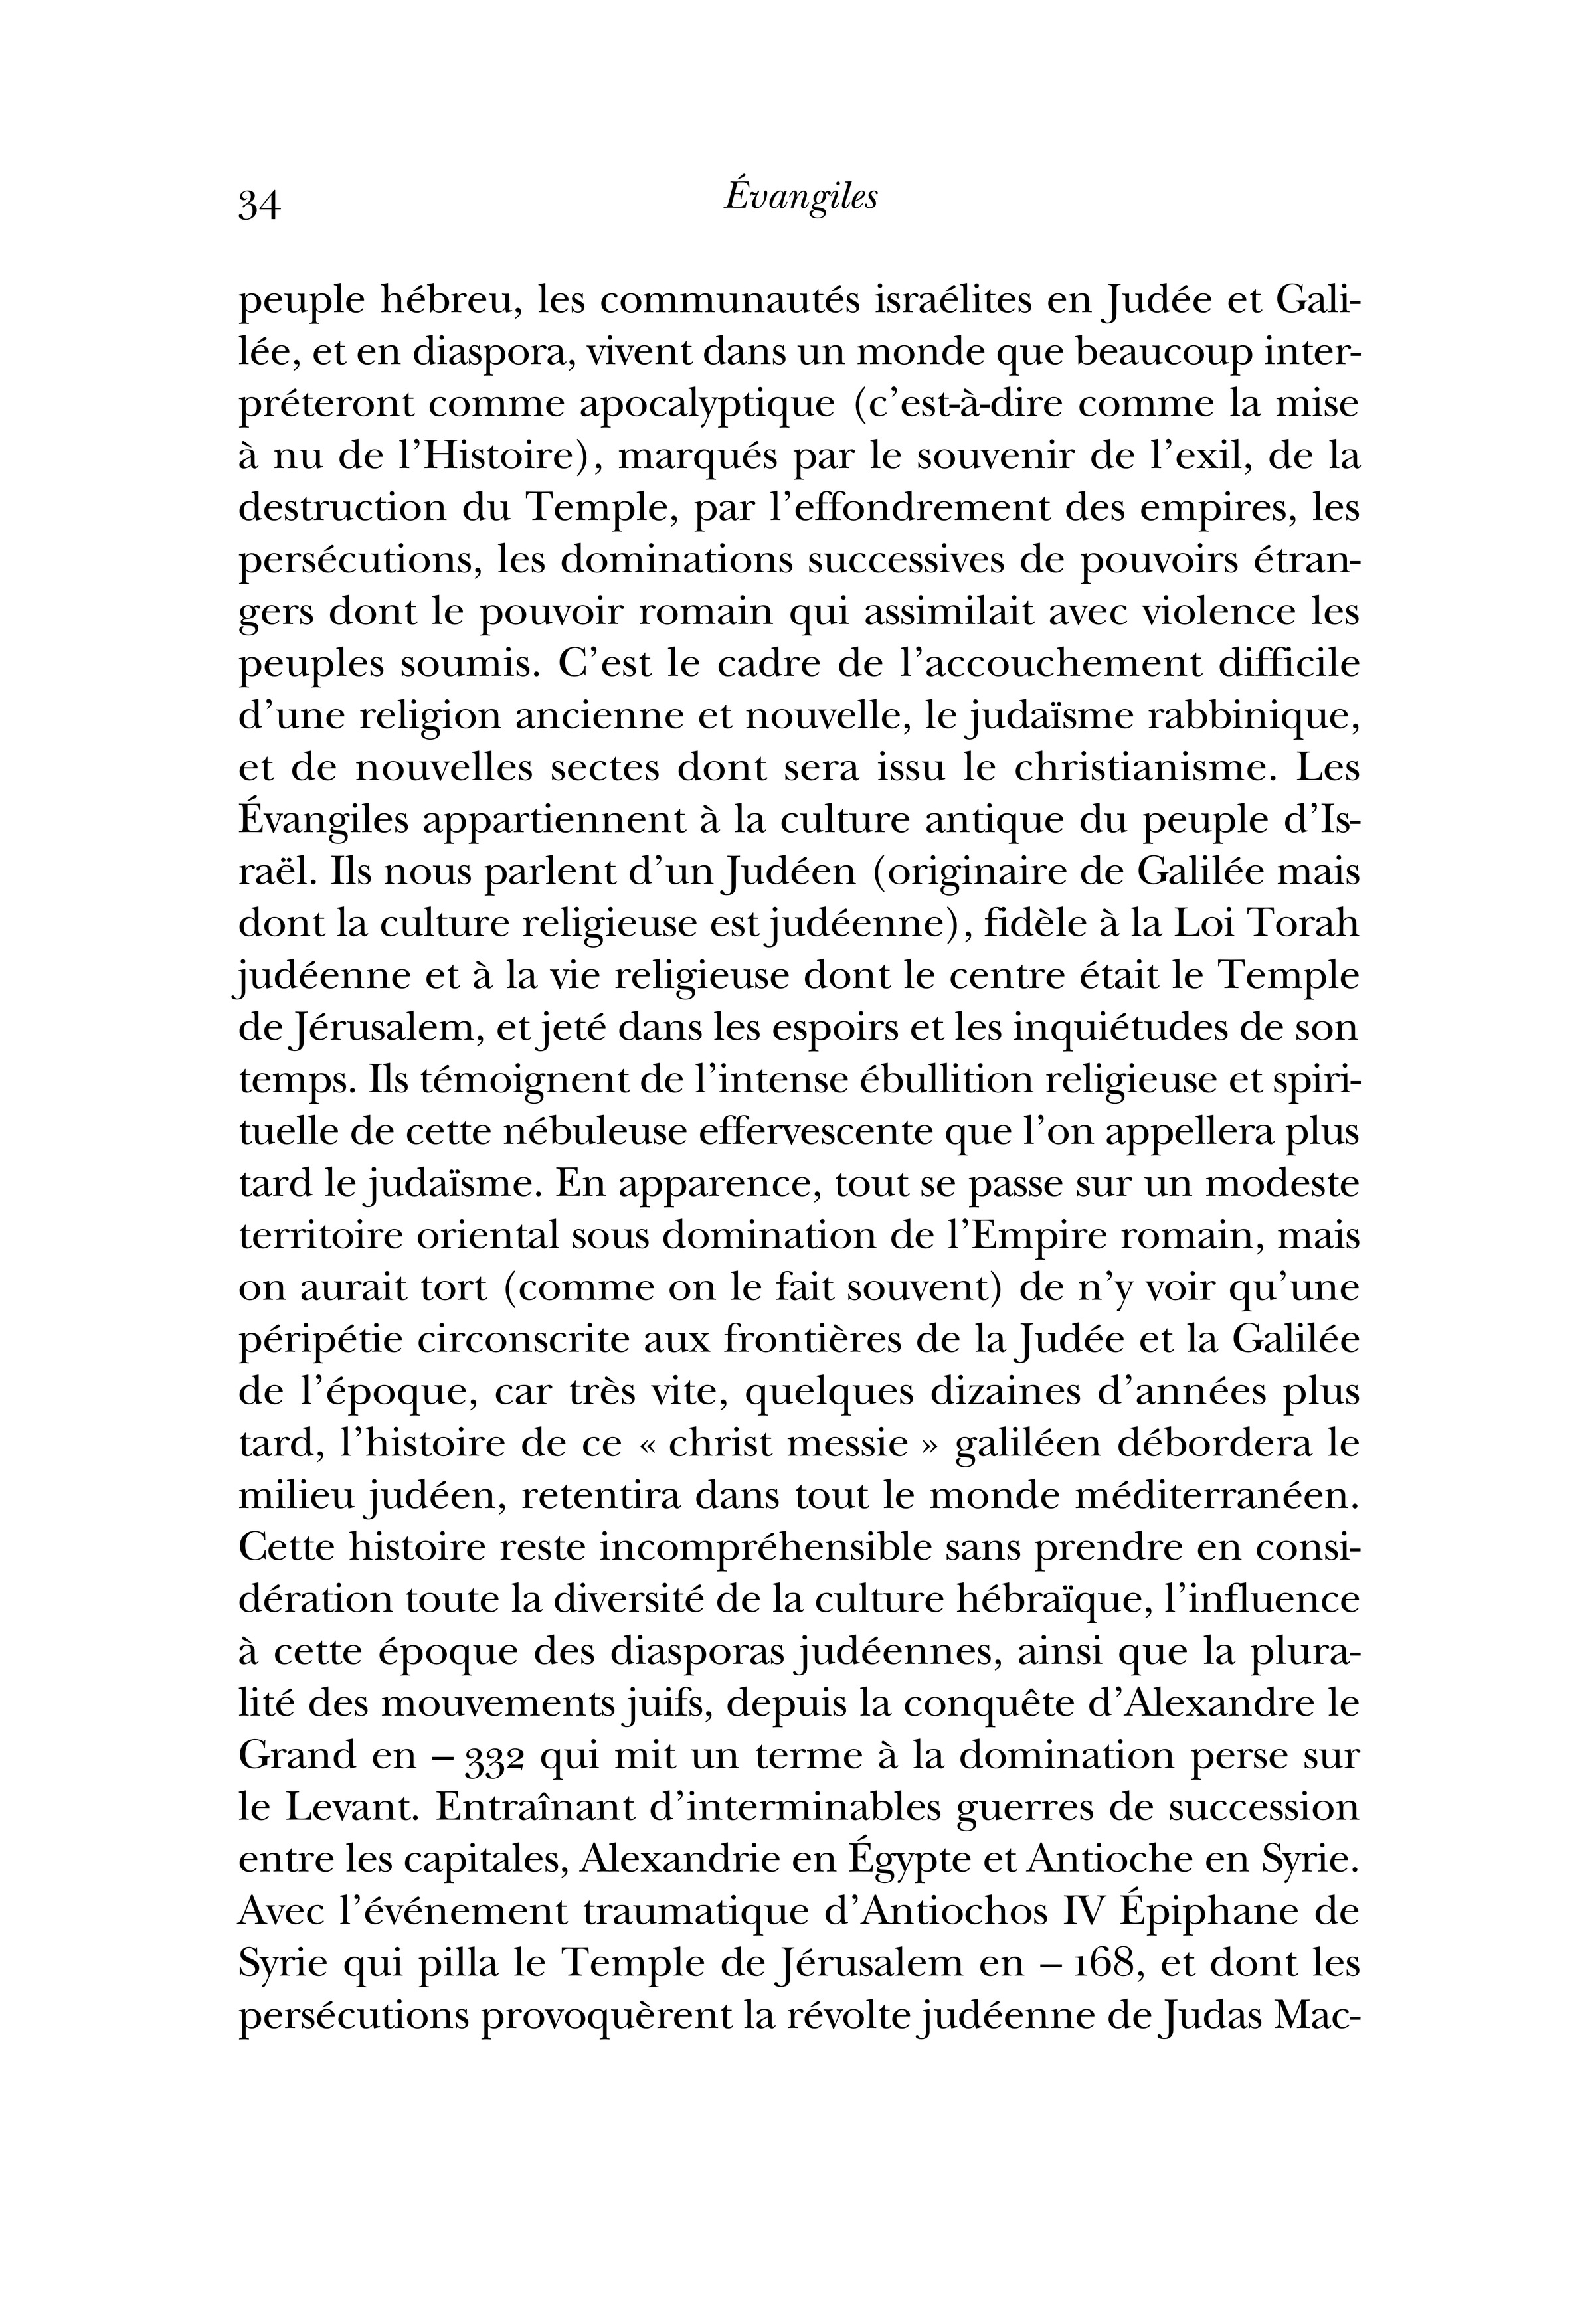 34
Évangiles
peuple hébreu, les communautés israélites en Judée et Gali-
lée, et en diaspora, vivent dans un monde que beaucoup inter-
préteront comme apocalyptique (c’est-à-dire comme la mise
à nu de l’Histoire), marqués par le souvenir de l’exil, de la
destruction du Temple, par l’effondrement des empires, les
persécutions, les dominations successives de pouvoirs étran-
gers dont le pouvoir romain qui assimilait avec violence les
peuples soumis. C’est le cadre de l’accouchement difficile
d’une religion ancienne et nouvelle, le judaïsme rabbinique,
et de nouvelles sectes dont sera issu le christianisme. Les
Évangiles appartiennent à la culture antique du peuple d’Is-
raël. Ils nous parlent d’un Judéen (originaire de Galilée mais
dont la culture religieuse est judéenne), fidèle à la Loi Torah
judéenne et à la vie religieuse dont le centre était le Temple
de Jérusalem, et jeté dans les espoirs et les inquiétudes de son
temps. Ils témoignent de l’intense ébullition religieuse et spiri-
tuelle de cette nébuleuse effervescente que l’on appellera plus
tard le judaïsme. En apparence, tout se passe sur un modeste
territoire oriental sous domination de l’Empire romain, mais
on aurait tort (comme on le fait souvent) de n’y voir qu’une
péripétie circonscrite aux frontières de la Judée et la Galilée
de l’époque, car très vite, quelques dizaines d’années plus
tard, l’histoire de ce « christ messie » galiléen débordera le
milieu judéen, retentira dans tout le monde méditerranéen.
Cette histoire reste incompréhensible sans prendre en consi-
dération toute la diversité de la culture hébraïque, l’influence
à cette époque des diasporas judéennes, ainsi que la plura-
lité des mouvements juifs, depuis la conquête d’Alexandre le
Grand en – 332 qui mit un terme à la domination perse sur
le Levant. Entraînant d’interminables guerres de succession
entre les capitales, Alexandrie en Égypte et Antioche en Syrie.
Avec l’événement traumatique d’Antiochos IV Épiphane de
Syrie qui pilla le Temple de Jérusalem en – 168, et dont les
persécutions provoquèrent la révolte judéenne de Judas Mac-